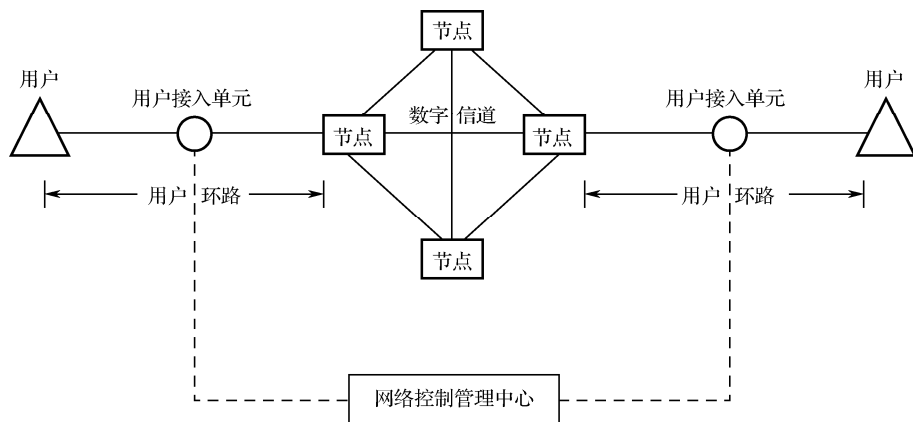 节点
用户
用户接入单元
数字 信道
用户接入单元
用户
节点
节点
用户 环路
用户 环路
节点
网络控制管理中心